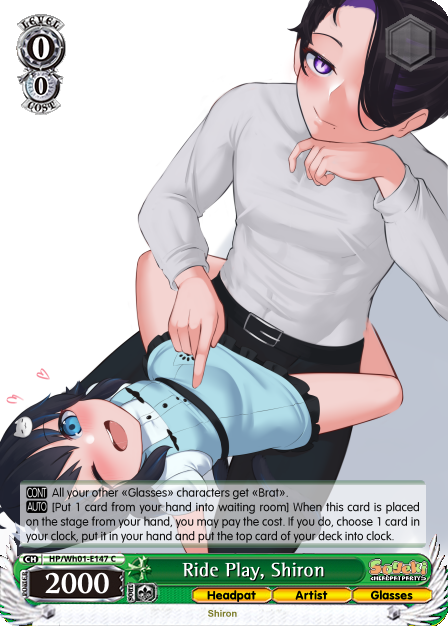 LEVEL
0
0
COST
CONT All your other «Glasses» characters get «Brat».
AUTO [Put 1 card from your hand into waiting room] When this card is placed
on the stage from your hand, you may pay the cost. If you do, choose 1 card in
your clock, put it in your hand and put the top card of your deck into clock.
CH HP/Wh01-E147 C
POWER 2000 SOUL Ride Play, Shiron
Soyoki
HEADPAT PARTY
Headpat Artist Glasses
Shiron